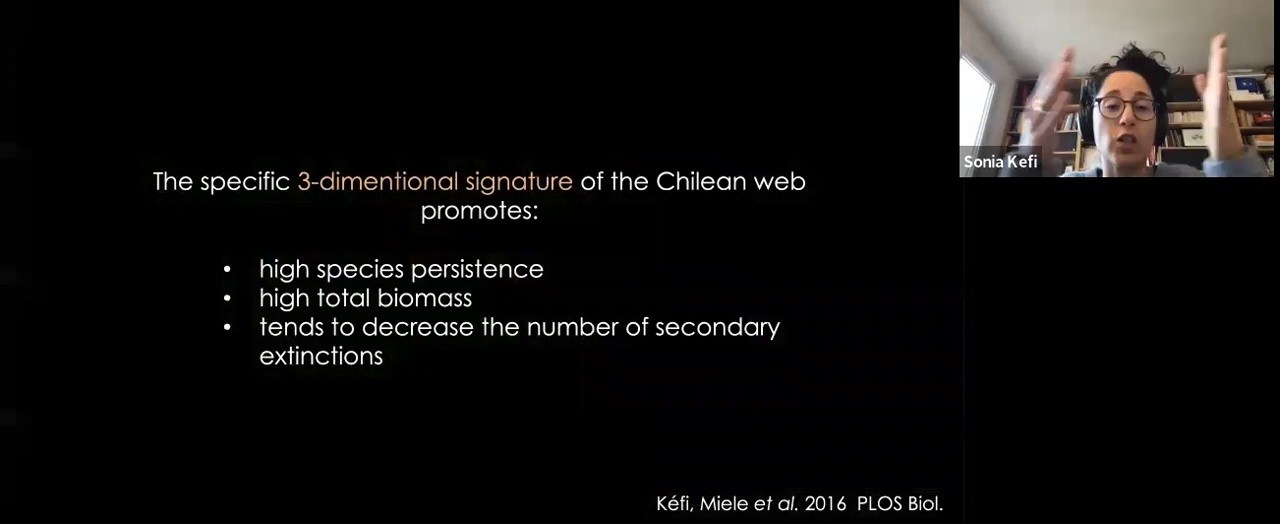 The specific 3-dimentional signature of the Chilean web
promotes:
• high species persistence
• high total biomass
• tends to decrease the number of secondary
extinctions
Kéfi, Miele et al. 2016 PLOS Biol.
Sonia Kefi